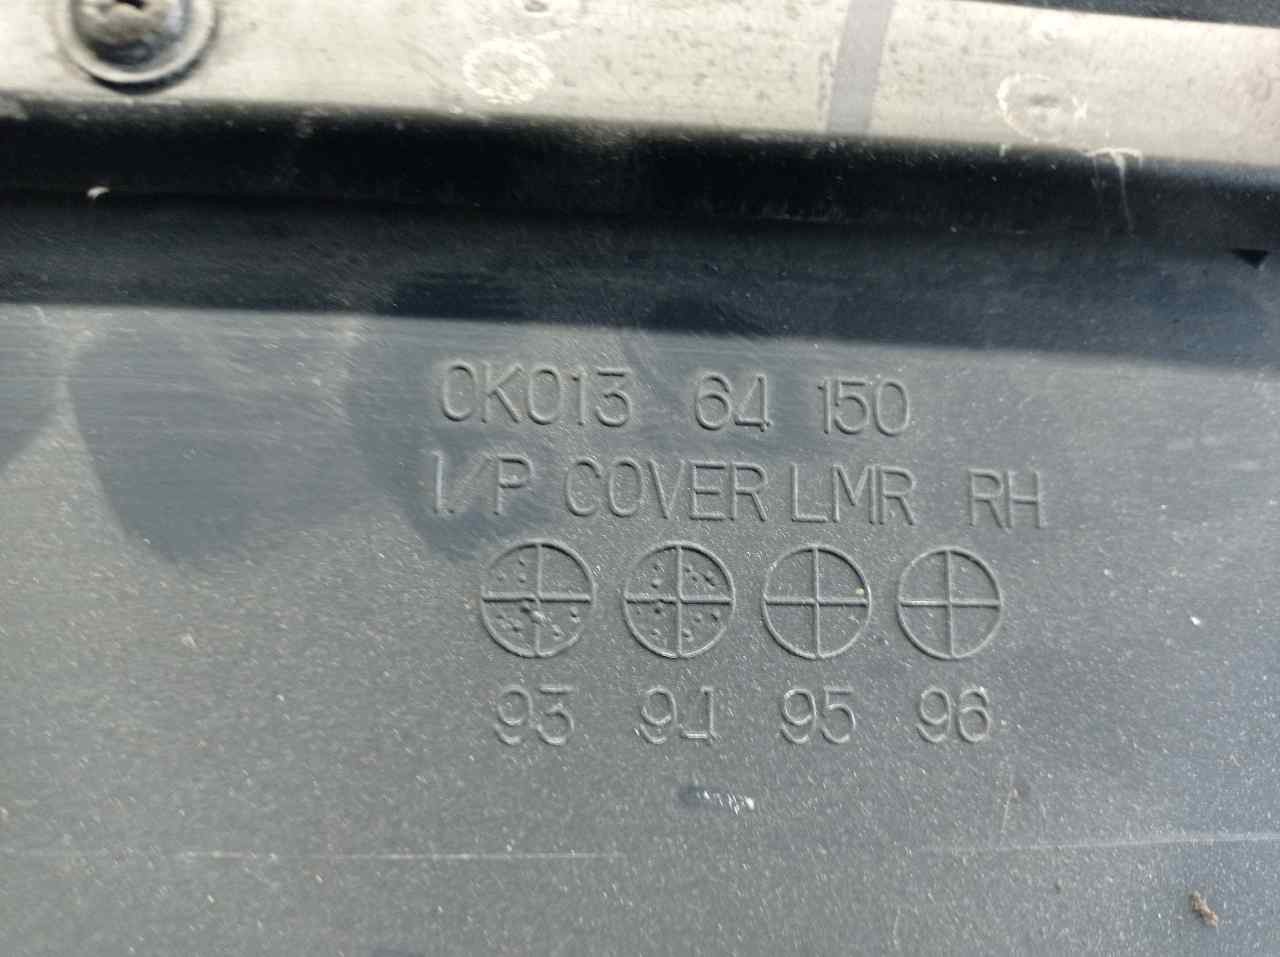 0K013 64 150
I/P COVER LMR RH
93 94 95 96